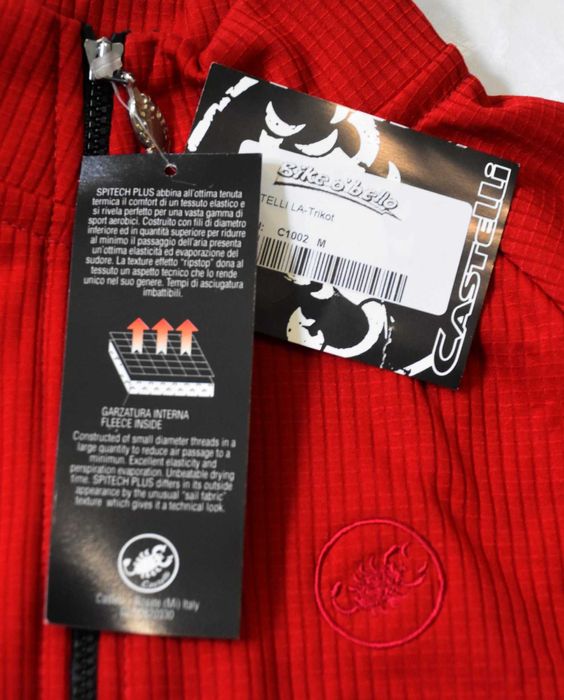 SPITECH PLUS abbina all'ottima tenuta
termica il comfort di un tessuto elastico e
si rivela perfetto per una vasta gamma di
sport aerobici. Costruito con fili di diametro
inferiore ed in quantità superiore per ridurre
al minimo il passaggio dell'aria presenta
un'ottima elasticità ed evaporazione del
sudore. La texture effetto "ripstop" dona al
tessuto un aspetto tecnico che lo rende
unico nel suo genere. Tempi di asciugatura
imbattibili.
GARZATURA INTERNA
FLEECE INSIDE
Constructed of small diameter threads in a
large quantity to reduce air passage to a
minimun. Excellent elasticity and
perspiration evaporation. Unbeatable drying
time. SPITECH PLUS differs in its outside
appearance by the unusual "sail fabric"
texture which gives it a technical look.
Castelli
(Mi) Italy
Bike o'bello
TELLI LA-Trikot
C1002 M
CASTELLI